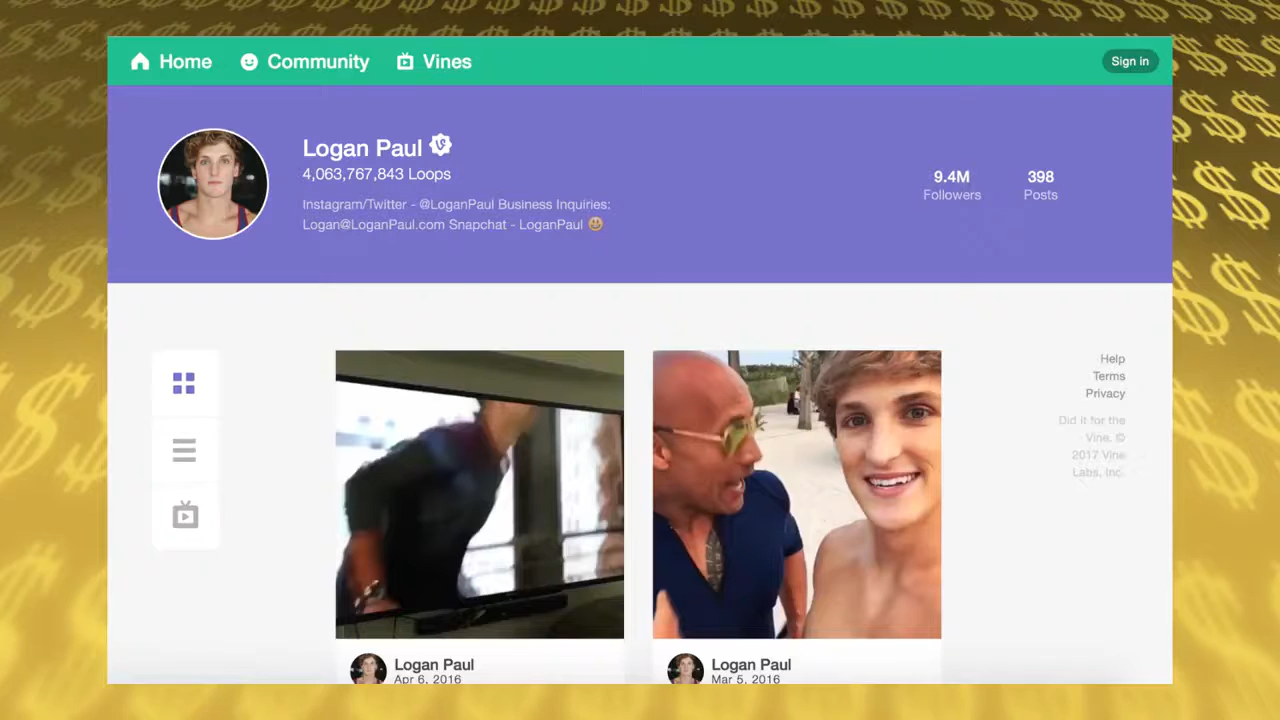 Home Community Vines Sign in
Logan Paul
4,063,767,843 Loops
Instagram/Twitter - @LoganPaul Business Inquiries:
Logan@LoganPaul.com Snapchat - LoganPaul 😃
9.4M 398
Followers Posts
Help
Terms
Privacy
Did it for the
Vine. ©
2017 Vine
Labs, Inc.
Logan Paul
Apr 6, 2016
Logan Paul
Mar 5, 2016